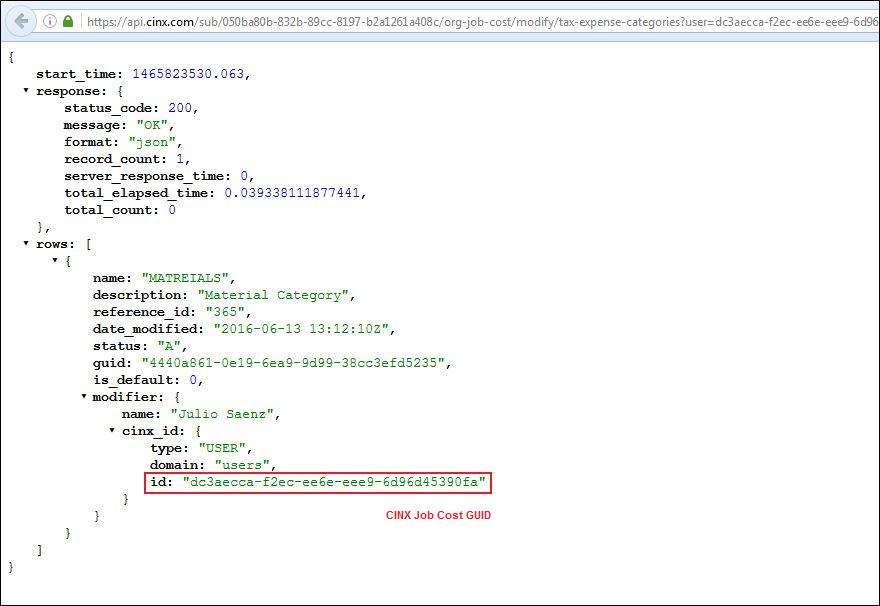 https://api.cinx.com/sub/050ba80b-832b-89cc-8197-b2a1261a408c/org-job-cost/modify/tax-expense-categories?user=dc3aecca-f2ec-ee6e-eee9-6d96
{
start_time: 1465823530.063,
response: {
status_code: 200,
message: "OK",
format: "json",
record_count: 1,
server_response_time: 0,
total_elapsed_time: 0.039338111877441,
total_count: 0
},
rows: [
{
name: "MATREIALS",
description: "Material Category",
reference_id: "365",
date_modified: "2016-06-13 13:12:10Z",
status: "A",
guid: "4440a861-0e19-6ea9-9d99-38cc3efd5235",
is_default: 0,
modifier: {
name: "Julio Saenz",
cinx_id: {
type: "USER",
domain: "users",
id: "dc3aecca-f2ec-ee6e-eee9-6d96d45390fa"
}
}
CINX Job Cost GUID
}
]
}